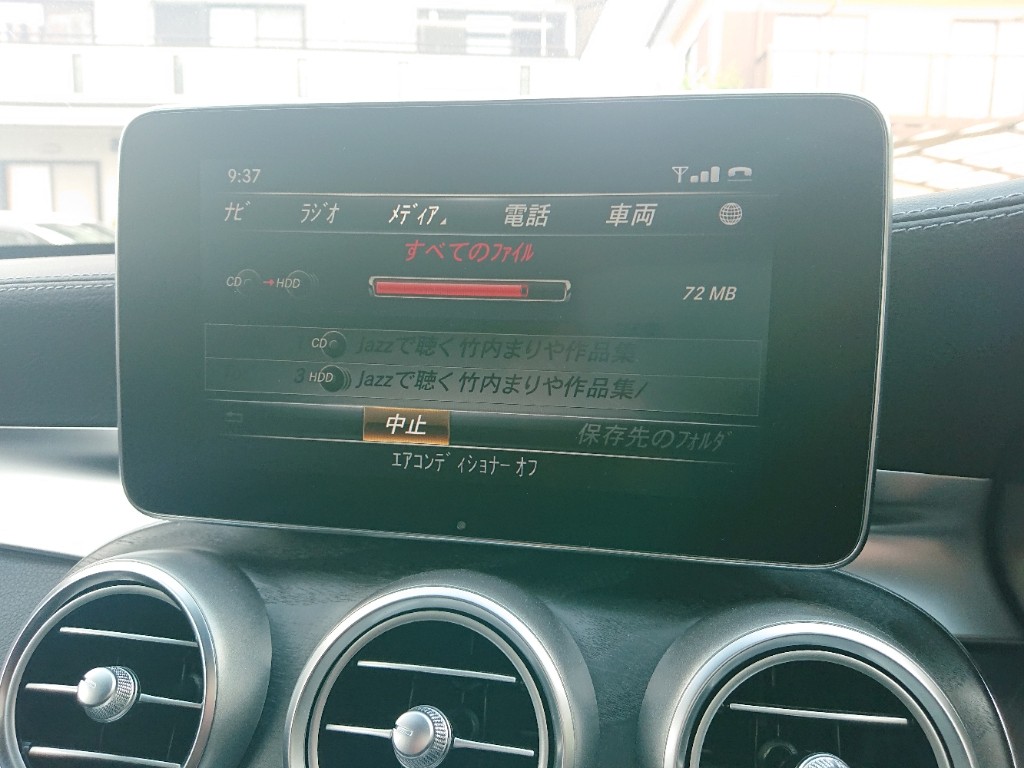 9:37
ナビ ラジオ メディア 電話 車両
すべてのファイル
CD→HDD 72 MB
CD Jazzで聴く竹内まりや作品集
3 HDD Jazzで聴く竹内まりや作品集/
中止 保存先のフォルダ
エアコンディショナー オフ